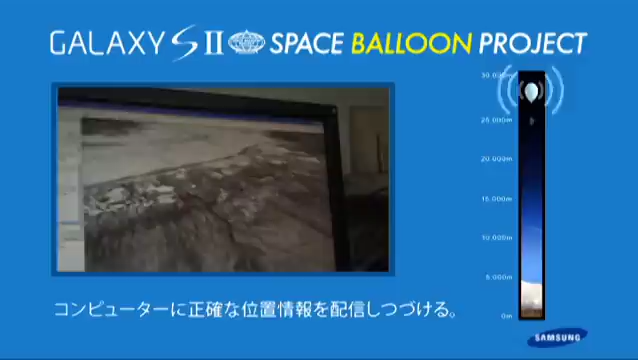 GALAXY SII SPACE BALLOON PROJECT
30,000m
25,000m
20,000m
15,000m
10,000m
5,000m
0m
コンピューターに正確な位置情報を配信しつづける。
SAMSUNG